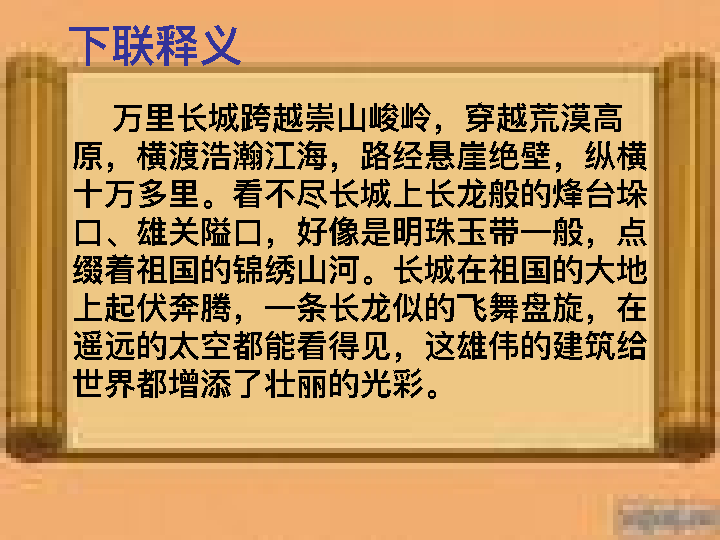 下联释义
万里长城跨越崇山峻岭，穿越荒漠高
原，横渡浩瀚江海，路经悬崖绝壁，纵横
十万多里。看不尽长城上长龙般的烽台垛
口、雄关隘口，好像是明珠玉带一般，点
缀着祖国的锦绣山河。长城在祖国的大地
上起伏奔腾，一条长龙似的飞舞盘旋，在
遥远的太空都能看得见，这雄伟的建筑给
世界都增添了壮丽的光彩。